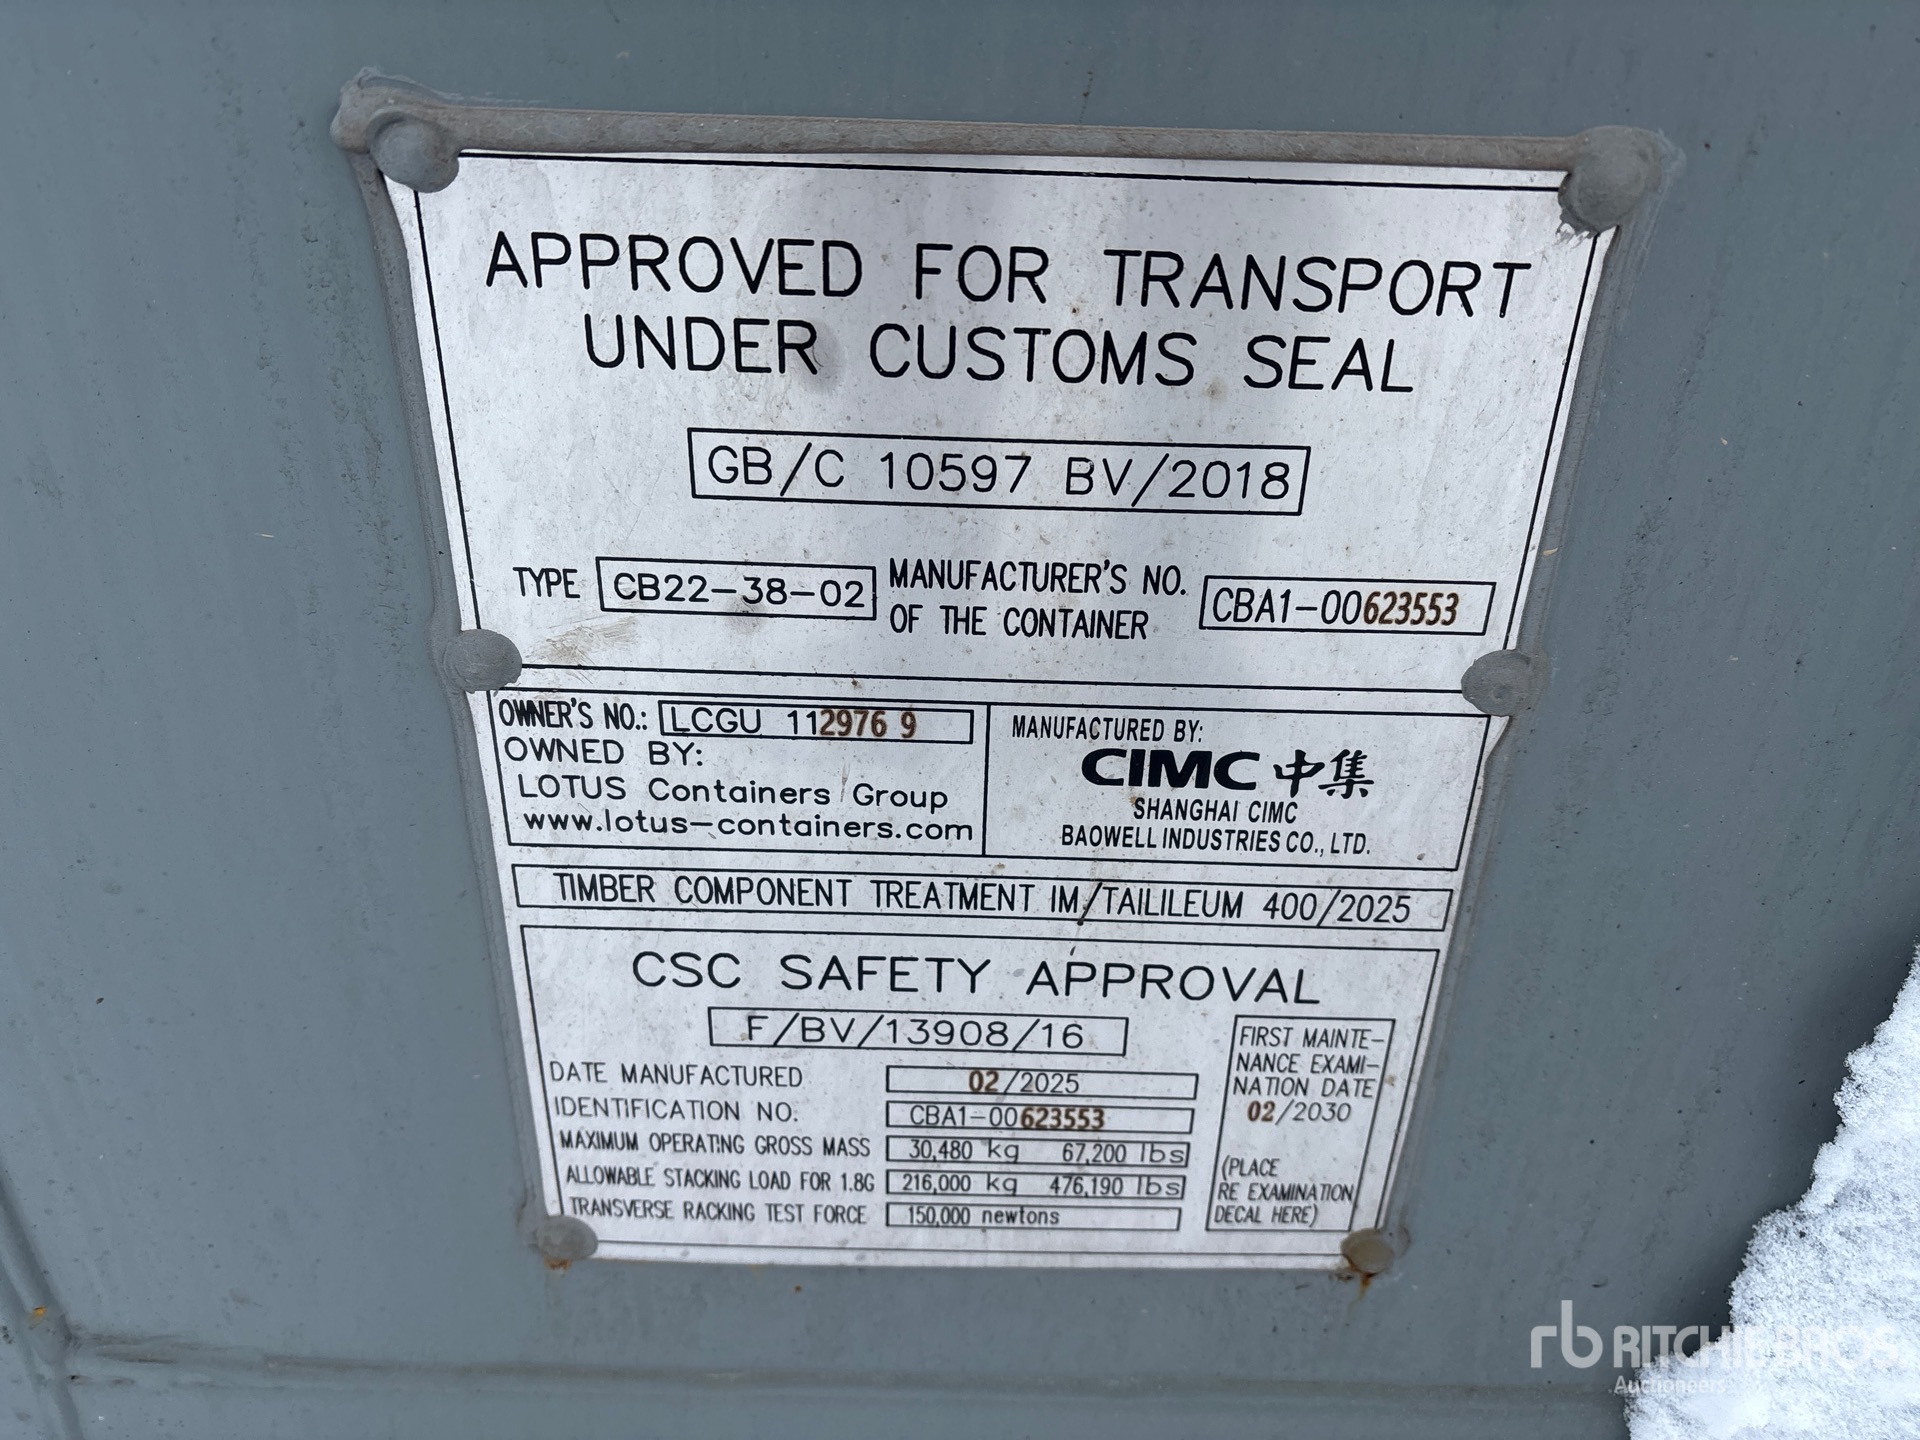 APPROVED FOR TRANSPORT
UNDER CUSTOMS SEAL
GB/C 10597 BV/2018
TYPE CB22-38-02 MANUFACTURER'S NO. OF THE CONTAINER CBA1-00623553
OWNER'S NO.: LCGU 112976 9
OWNED BY:
LOTUS Containers Group
www.lotus-containers.com
MANUFACTURED BY:
CIMC 中集
SHANGHAI CIMC
BAOWELL INDUSTRIES CO., LTD.
TIMBER COMPONENT TREATMENT IM/TAILILEUM 400/2025
CSC SAFETY APPROVAL
F/BV/13908/16
DATE MANUFACTURED 02/2025
IDENTIFICATION NO. CBA1-00623553
MAXIMUM OPERATING GROSS MASS 30,480 kg 67,200 lbs
ALLOWABLE STACKING LOAD FOR 1.8G 216,000 kg 476,190 lbs
TRANSVERSE RACKING TEST FORCE 150,000 newtons
FIRST MAINTE-
NANCE EXAMI-
NATION DATE
02/2030
(PLACE
RE EXAMINATION
DECAL HERE)
rb RITCHIE BROS
Auctioneers